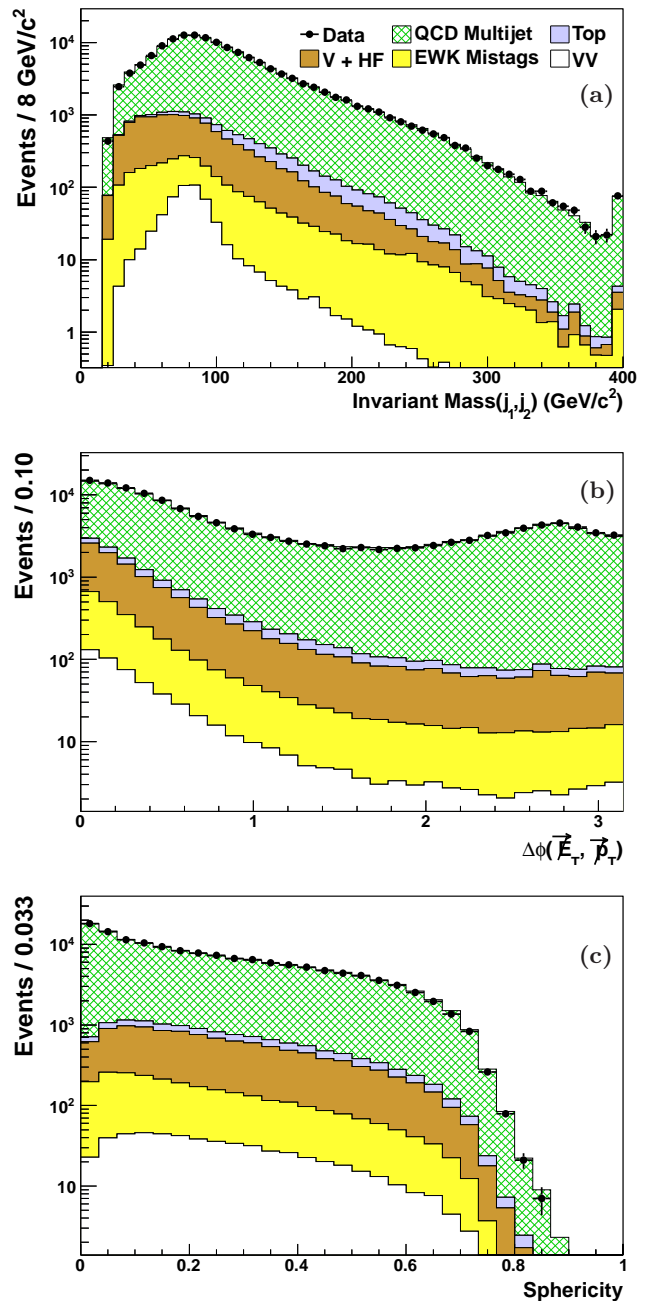 Data QCD Multijet Top
V + HF EWK Mistags VV
(a)
Events / 8 GeV/c²
10⁴
10³
10²
10
1
0 100 200 300 400
Invariant Mass(j₁,j₂) (GeV/c²)
(b)
Events / 0.10
10⁴
10³
10²
10
0 1 2 3
Δϕ(E⃗_T, p⃗_T)
(c)
Events / 0.033
10⁴
10³
10²
10
0 0.2 0.4 0.6 0.8 1
Sphericity